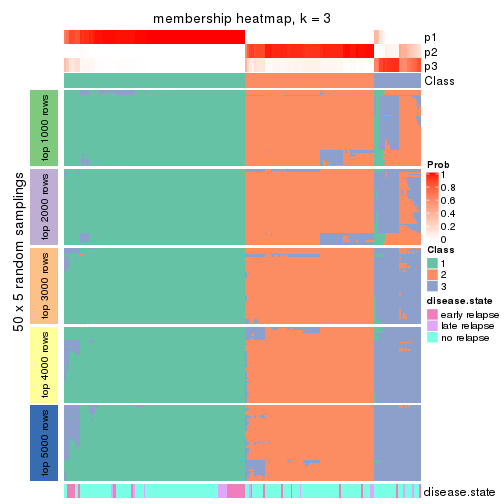 membership heatmap, k = 3
p1
p2
p3
Class
50 x 5 random samplings
top 1000 rows
top 2000 rows
top 3000 rows
top 4000 rows
top 5000 rows
Prob
1
0.8
0.6
0.4
0.2
0
Class
1
2
3
disease.state
early relapse
late relapse
no relapse
disease.state